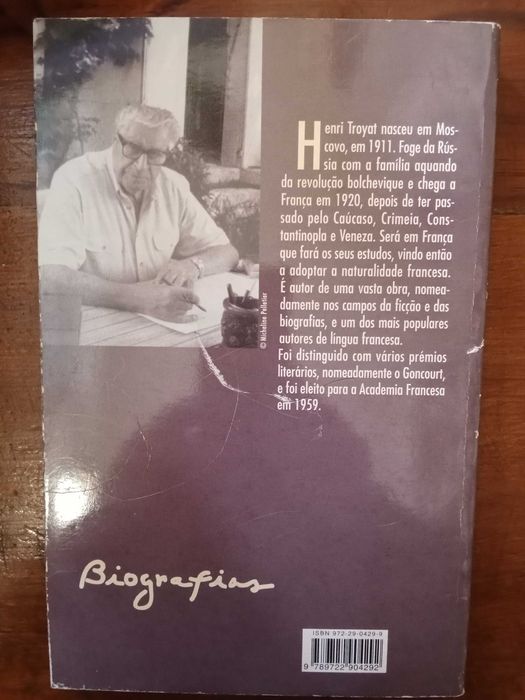 Henri Troyat nasceu em Mos-
covo, em 1911. Foge da Rús-
sia com a família aquando
da revolução bolchevique e chega a
França em 1920, depois de ter pas-
sado pelo Caúcaso, Crimeia, Cons-
tantinopla e Veneza. Será em França
que fará os seus estudos, vindo então
a adoptar a naturalidade francesa.
É autor de uma vasta obra, nomea-
damente nos campos da ficção e das
biografias, e um dos mais populares
autores de língua francesa.
Foi distinguido com vários prémios
literários, nomeadamente o Goncourt,
e foi eleito para a Academia Francesa
em 1959.
© Micheline Pelletier
Biografias
ISBN 972-29-0429-9
9 789722 904292